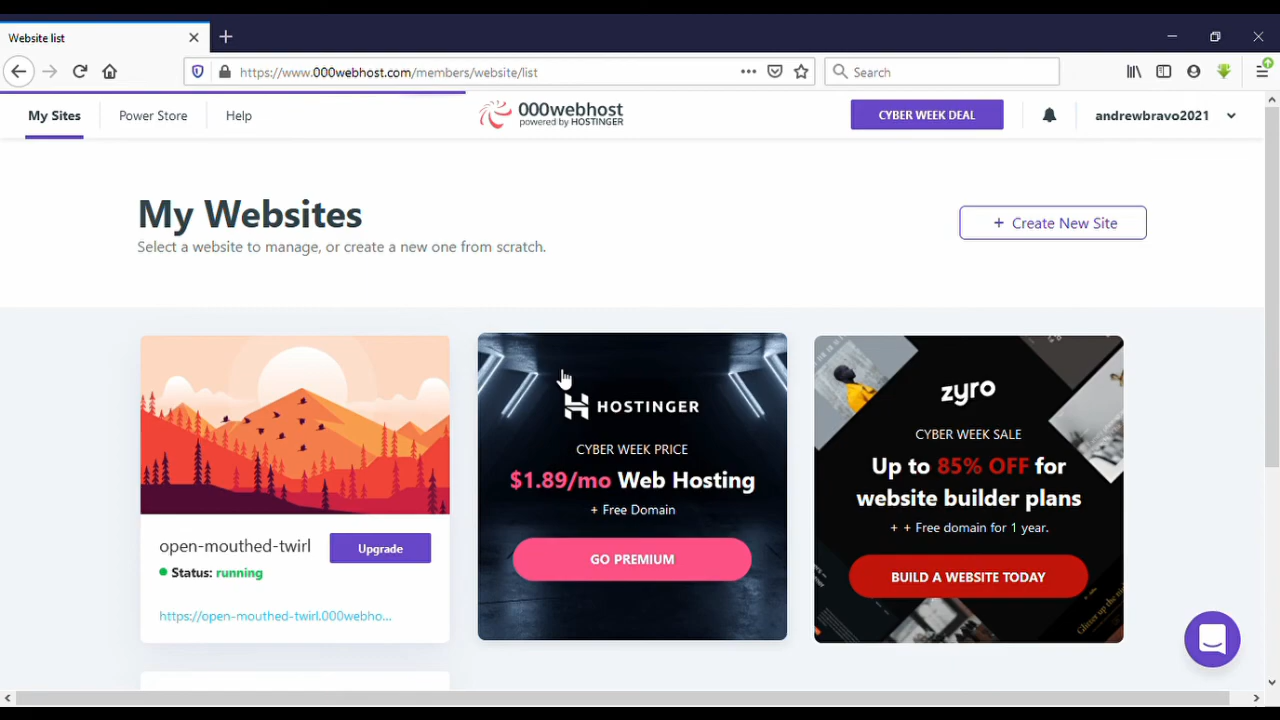 Website list
https://www.000webhost.com/members/website/list
Search
My Sites
Power Store
Help
000webhost
powered by HOSTINGER
CYBER WEEK DEAL
andrewbravo2021
My Websites
Select a website to manage, or create a new one from scratch.
+ Create New Site
open-mouthed-twirl
Upgrade
Status: running
https://open-mouthed-twirl.000webho...
HOSTINGER
CYBER WEEK PRICE
$1.89/mo Web Hosting
+ Free Domain
GO PREMIUM
zyro
CYBER WEEK SALE
Up to 85% OFF for
website builder plans
+ + Free domain for 1 year.
BUILD A WEBSITE TODAY